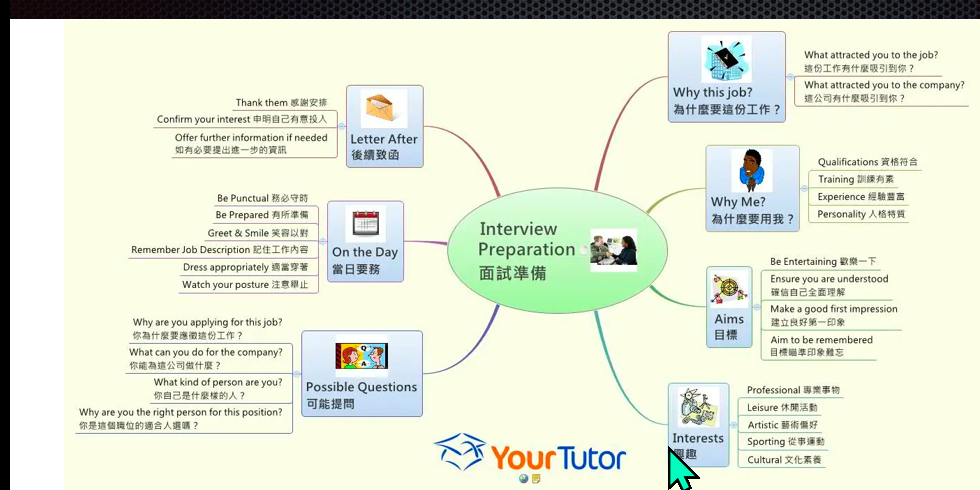 Interview
Preparation
面試準備
Why this job?
為什麼要這份工作？
What attracted you to the job?
這份工作有什麼吸引到你？
What attracted you to the company?
這公司有什麼吸引到你？
Why Me?
為什麼要用我？
Qualifications 資格符合
Training 訓練有素
Experience 經驗豐富
Personality 人格特質
Aims
目標
Be Entertaining 歡樂一下
Ensure you are understood
確信自己全面理解
Make a good first impression
建立良好第一印象
Aim to be remembered
目標瞄準印象難忘
Interests
興趣
Professional 專業事物
Leisure 休閒活動
Artistic 藝術偏好
Sporting 從事運動
Cultural 文化素養
Letter After
後續致函
Thank them 感謝安排
Confirm your interest 申明自己有意投入
Offer further information if needed
如有必要提出進一步的資訊
On the Day
當日要務
Be Punctual 務必守時
Be Prepared 有所準備
Greet & Smile 笑容以對
Remember Job Description 記住工作內容
Dress appropriately 適當穿著
Watch your posture 注意舉止
Possible Questions
可能提問
Why are you applying for this job?
你為什麼要應徵這份工作？
What can you do for the company?
你能為這公司做什麼？
What kind of person are you?
你自己是什麼樣的人？
Why are you the right person for this position?
你是這個職位的適合人選嗎？
Q
A
YourTutor